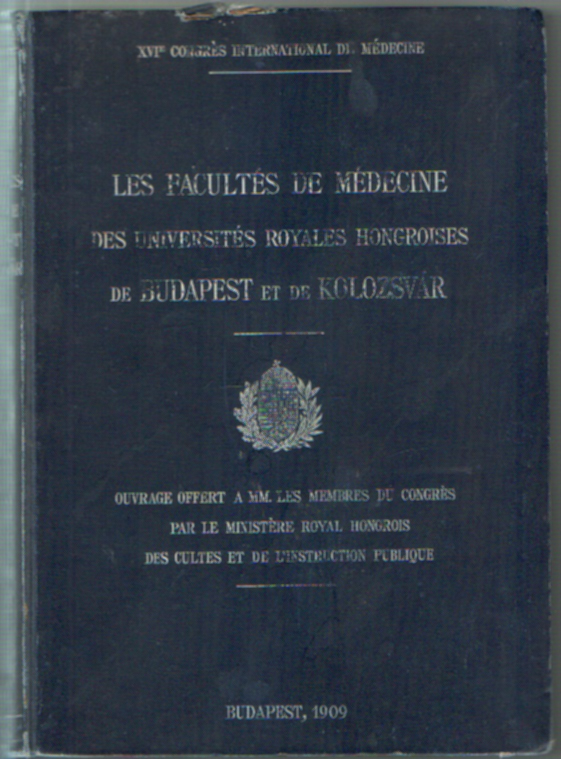 XVIᵉ CONGRÈS INTERNATIONAL DE MÉDECINE
LES FACULTÉS DE MÉDECINE
DES UNIVERSITÉS ROYALES HONGROISES
DE BUDAPEST ET DE KOLOZSVÁR
OUVRAGE OFFERT A MM. LES MEMBRES DU CONGRÈS
PAR LE MINISTÈRE ROYAL HONGROIS
DES CULTES ET DE L'INSTRUCTION PUBLIQUE
BUDAPEST, 1909